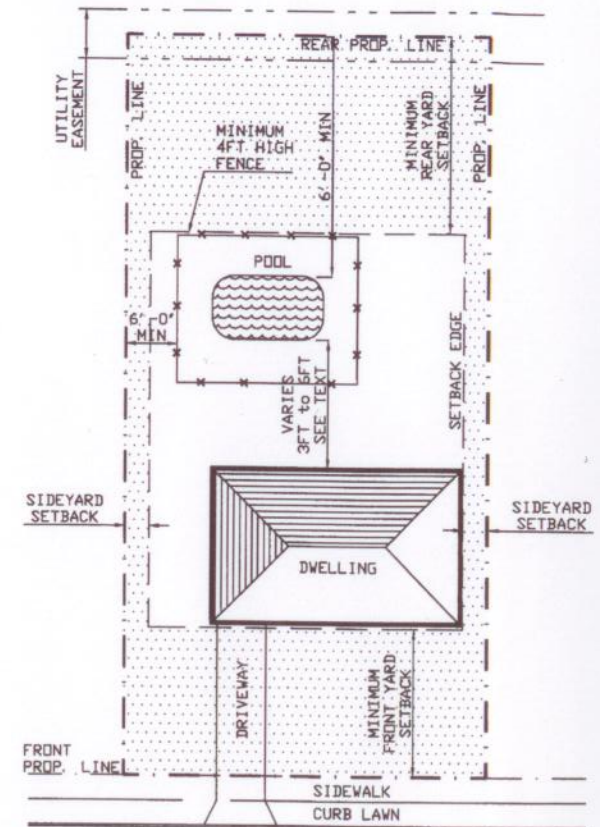 REAR PROP. LINE
UTILITY
EASEMENT
PROP. LINE
MINIMUM
4FT HIGH
FENCE
6'-0" MIN
MINIMUM
REAR YARD
SETBACK
PROP. LINE
POOL
6'-0"
MIN
VARIES
3FT to 6FT
SEE TEXT
SETBACK EDGE
SIDEYARD
SETBACK
SIDEYARD
SETBACK
DWELLING
DRIVEWAY
MINIMUM
FRONT YARD
SETBACK
FRONT
PROP. LINE
SIDEWALK
CURB LAWN